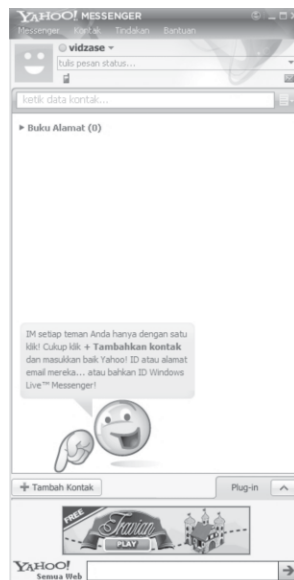 YAHOO! MESSENGER
Messenger Kontak Tindakan Bantuan
vidzase
tulis pesan status...
ketik data kontak...
Buku Alamat (0)
IM setiap teman Anda hanya dengan satu
klik! Cukup klik + Tambahkan kontak
dan masukkan baik Yahoo! ID atau alamat
email mereka... atau bahkan ID Windows
Live™ Messenger!
+ Tambah Kontak
Plug-in
FREE
Travian
PLAY
YAHOO!
Semua Web